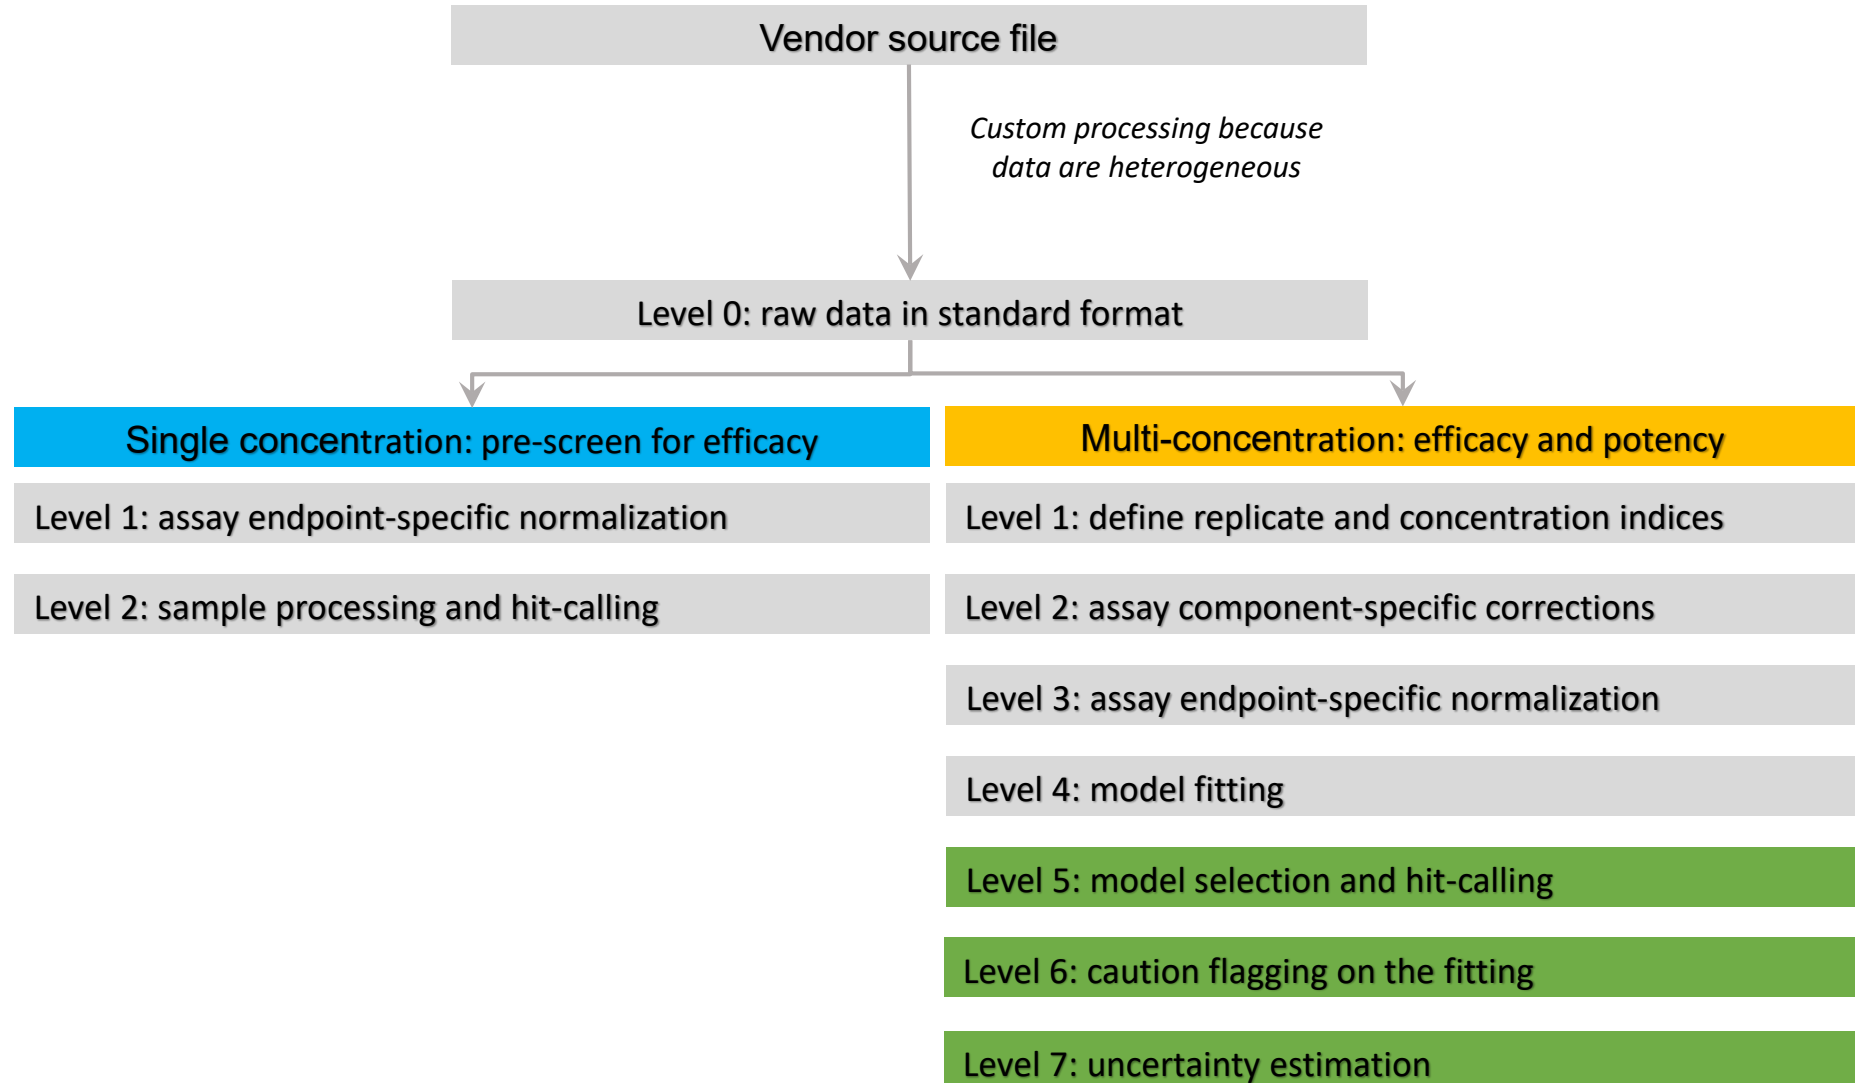 Vendor source file
Custom processing because
data are heterogeneous
Level 0: raw data in standard format
Single concentration: pre-screen for efficacy
Level 1: assay endpoint-specific normalization
Level 2: sample processing and hit-calling
Multi-concentration: efficacy and potency
Level 1: define replicate and concentration indices
Level 2: assay component-specific corrections
Level 3: assay endpoint-specific normalization
Level 4: model fitting
Level 5: model selection and hit-calling
Level 6: caution flagging on the fitting
Level 7: uncertainty estimation